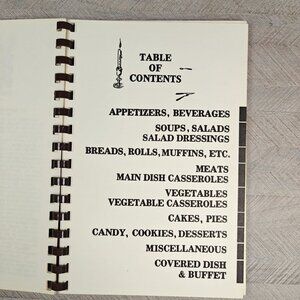 TABLE
OF
CONTENTS
APPETIZERS, BEVERAGES
SOUPS, SALADS
SALAD DRESSINGS
BREADS, ROLLS, MUFFINS, ETC.
MEATS
MAIN DISH CASSEROLES
VEGETABLES
VEGETABLE CASSEROLES
CAKES, PIES
CANDY, COOKIES, DESSERTS
MISCELLANEOUS
COVERED DISH
& BUFFET